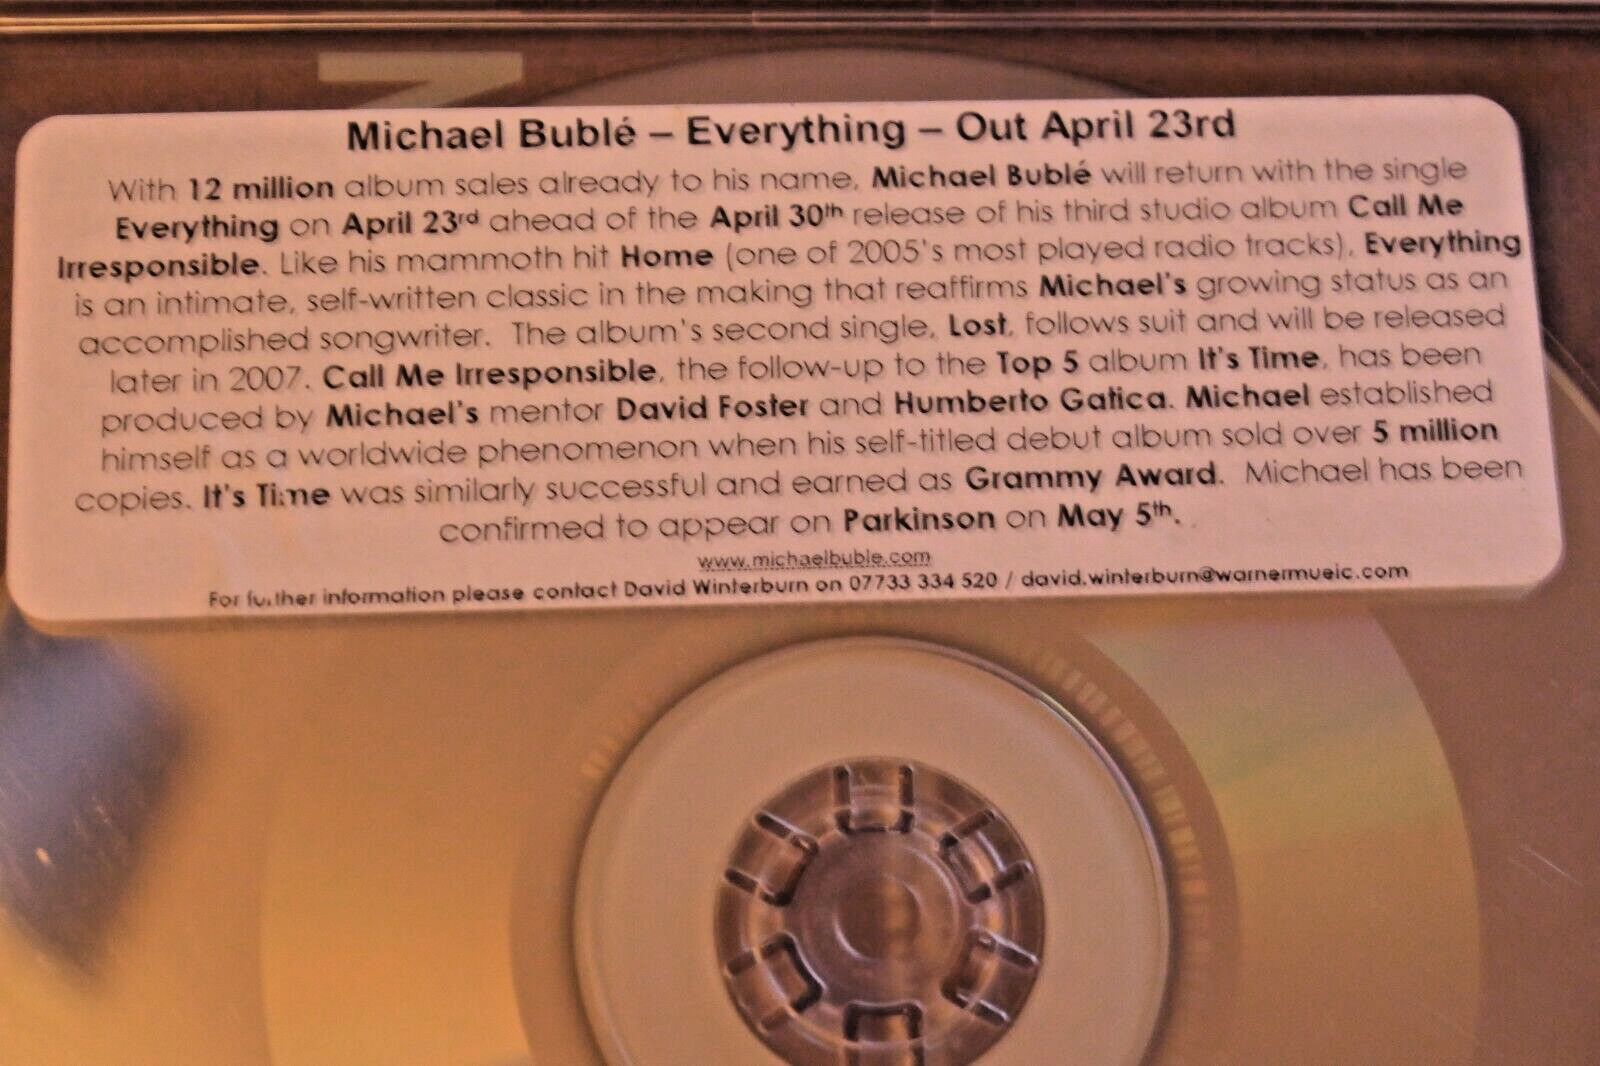 Michael Bublé – Everything – Out April 23rd
With 12 million album sales already to his name, Michael Bublé will return with the single
Everything on April 23rd ahead of the April 30th release of his third studio album Call Me
Irresponsible. Like his mammoth hit Home (one of 2005's most played radio tracks), Everything
is an intimate, self-written classic in the making that reaffirms Michael's growing status as an
accomplished songwriter. The album's second single, Lost, follows suit and will be released
later in 2007. Call Me Irresponsible, the follow-up to the Top 5 album It's Time, has been
produced by Michael's mentor David Foster and Humberto Gatica. Michael established
himself as a worldwide phenomenon when his self-titled debut album sold over 5 million
copies. It's Time was similarly successful and earned as Grammy Award. Michael has been
confirmed to appear on Parkinson on May 5th.
www.michaelbuble.com
For further information please contact David Winterburn on 07733 334 520 / david.winterburn@warnermusic.com